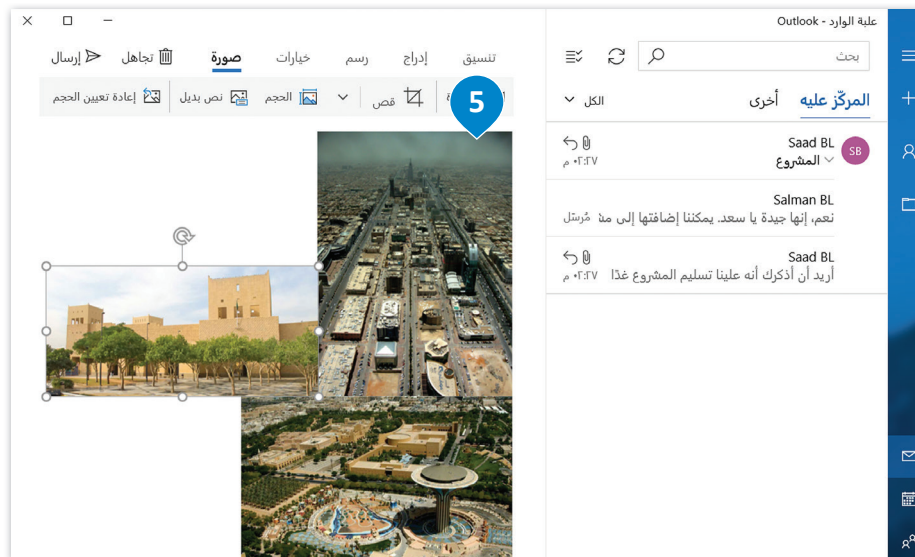 علبة الوارد - Outlook
بحث
المركّز عليه
أخرى
الكل
SB
Saad BL
المشروع
٠٢:٢٧ م
Salman BL
نعم، إنها جيدة يا سعد. يمكننا إضافتها إلى
مُرسَل
Saad BL
أريد أن أذكرك أنه علينا تسليم المشروع غدًا
٠٢:٢٧ م
تنسيق
إدراج
رسم
خيارات
صورة
تجاهل
إرسال
5
قص
الحجم
نص بديل
إعادة تعيين الحجم